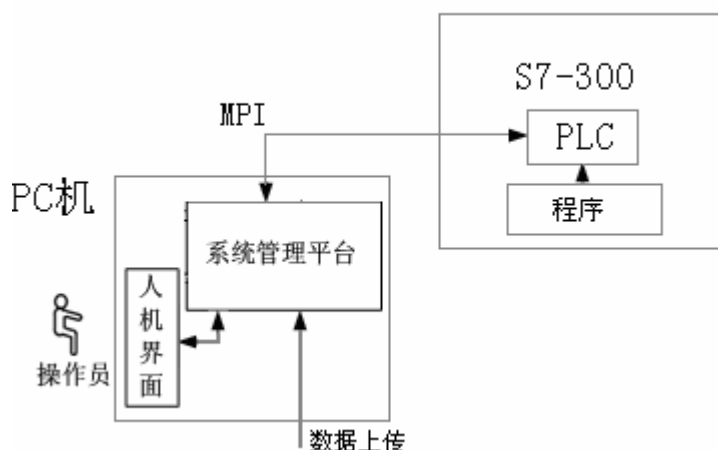 S7-300
MPI
PLC
PC机
程序
系统管理平台
人机界面
操作员
数据上传